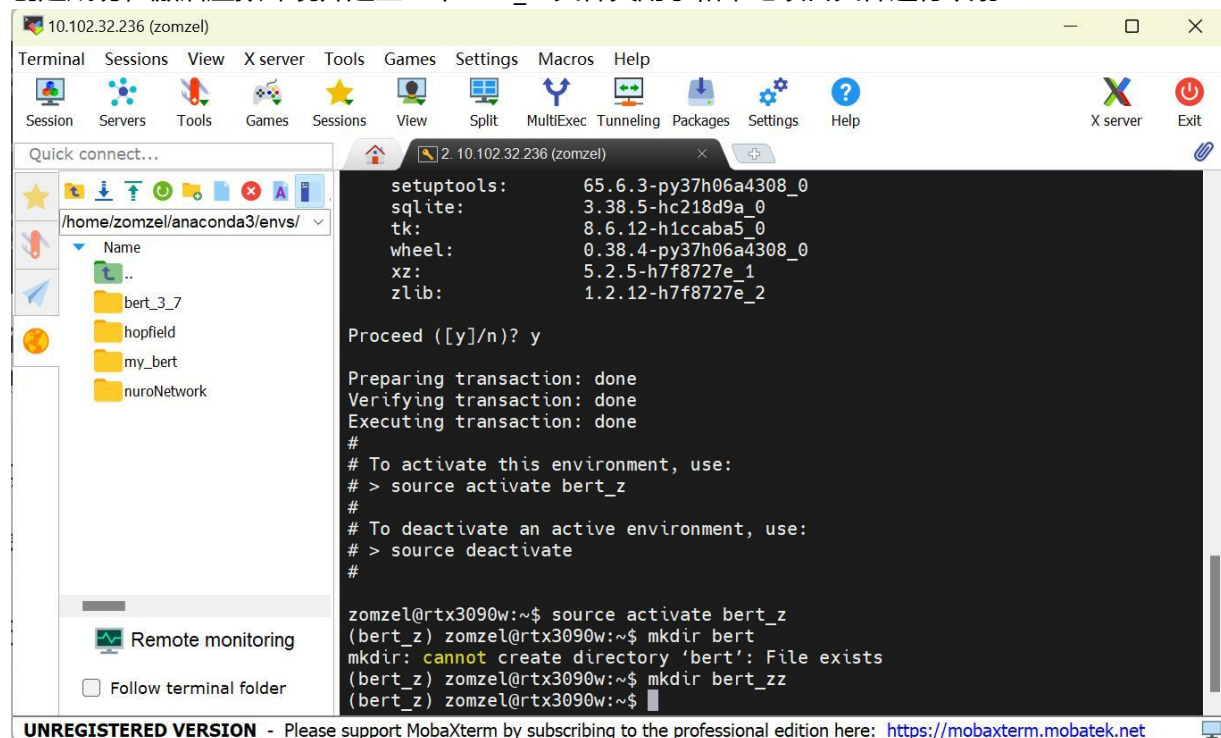 10.102.32.236 (zomzel)
Terminal Sessions View X server Tools Games Settings Macros Help
Session Servers Tools Games Sessions View Split MultiExec Tunneling Packages Settings Help X server Exit
Quick connect...
2. 10.102.32.236 (zomzel)
/home/zomzel/anaconda3/envs/
Name
..
bert_3_7
hopfield
my_bert
nuroNetwork
Remote monitoring
Follow terminal folder
setuptools: 65.6.3-py37h06a4308_0
sqlite: 3.38.5-hc218d9a_0
tk: 8.6.12-h1ccaba5_0
wheel: 0.38.4-py37h06a4308_0
xz: 5.2.5-h7f8727e_1
zlib: 1.2.12-h7f8727e_2
Proceed ([y]/n)? y
Preparing transaction: done
Verifying transaction: done
Executing transaction: done
#
# To activate this environment, use:
# > source activate bert_z
#
# To deactivate an active environment, use:
# > source deactivate
#
zomzel@rtx3090w:~$ source activate bert_z
(bert_z) zomzel@rtx3090w:~$ mkdir bert
mkdir: cannot create directory ‘bert’: File exists
(bert_z) zomzel@rtx3090w:~$ mkdir bert_zz
(bert_z) zomzel@rtx3090w:~$
UNREGISTERED VERSION - Please support MobaXterm by subscribing to the professional edition here: https://mobaxterm.mobatek.net